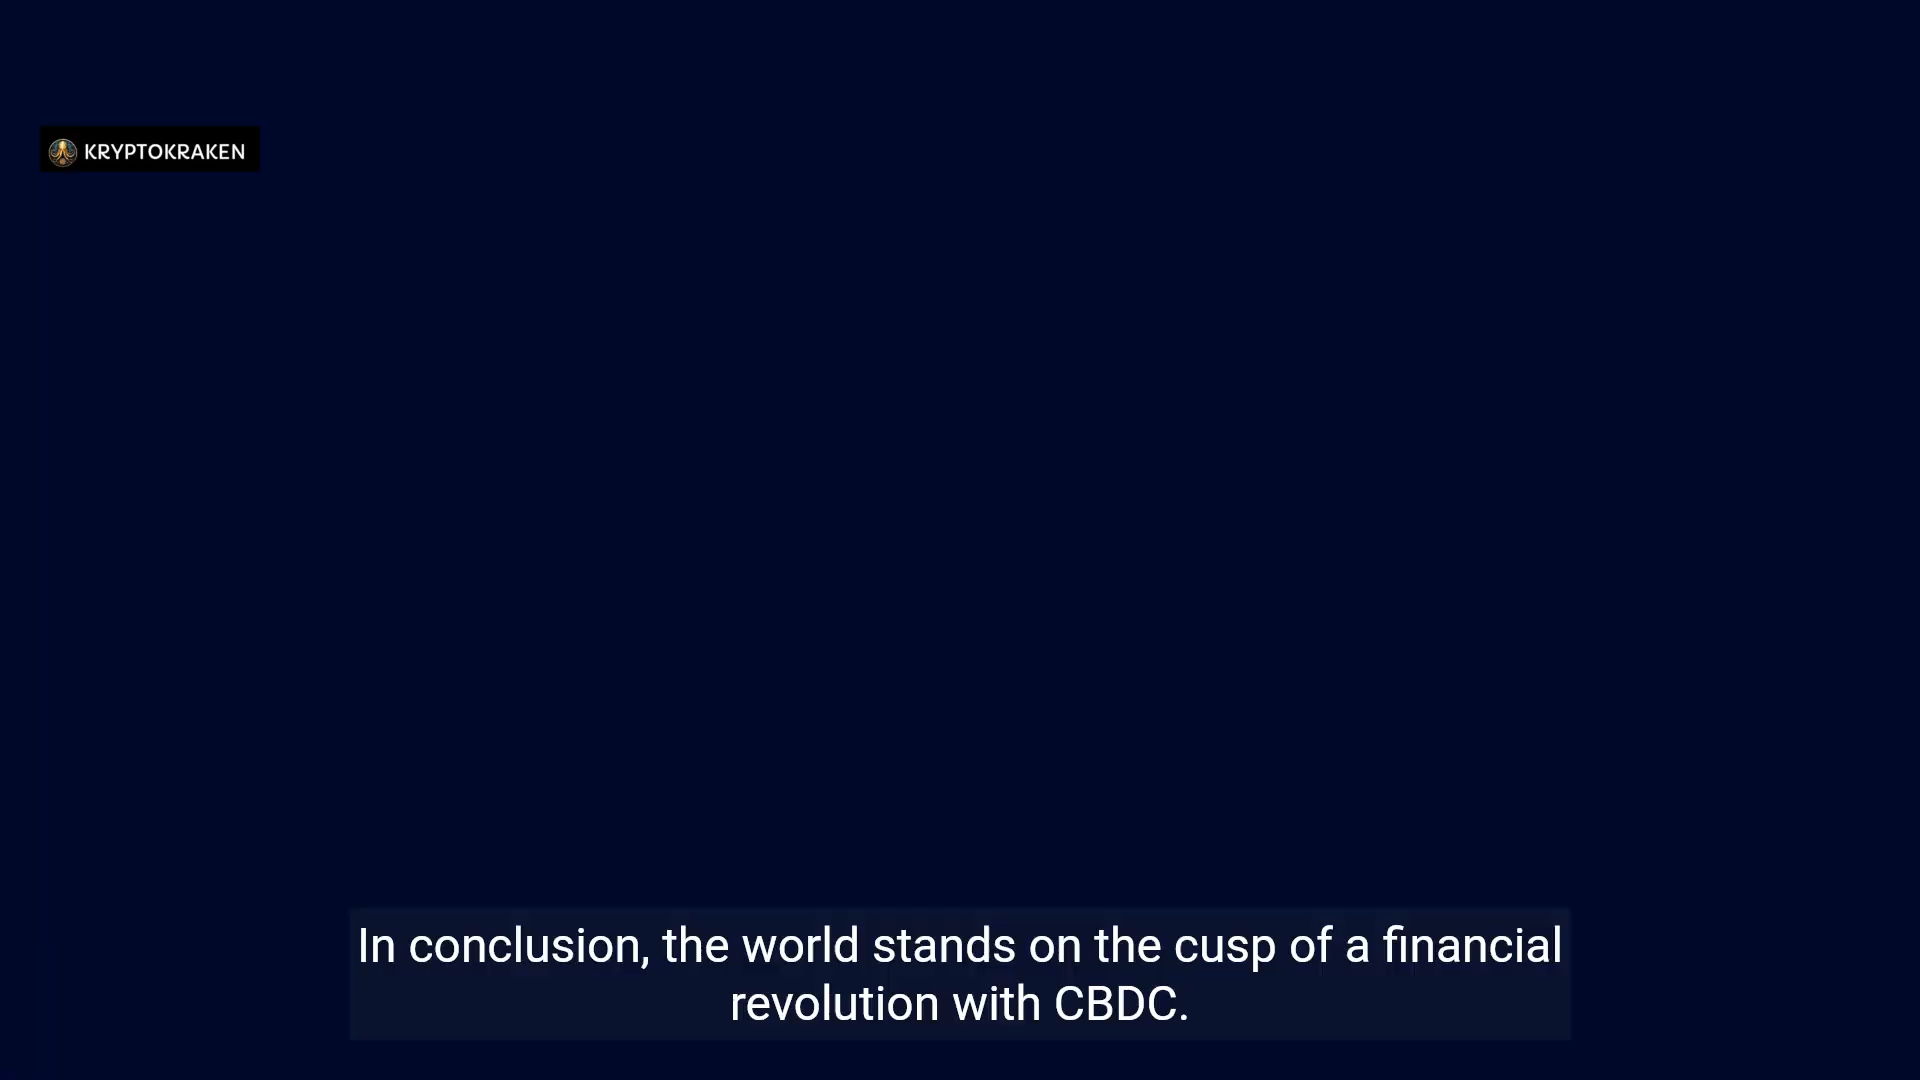 KRYPTOKRAKEN
In conclusion, the world stands on the cusp of a financial
revolution with CBDC.